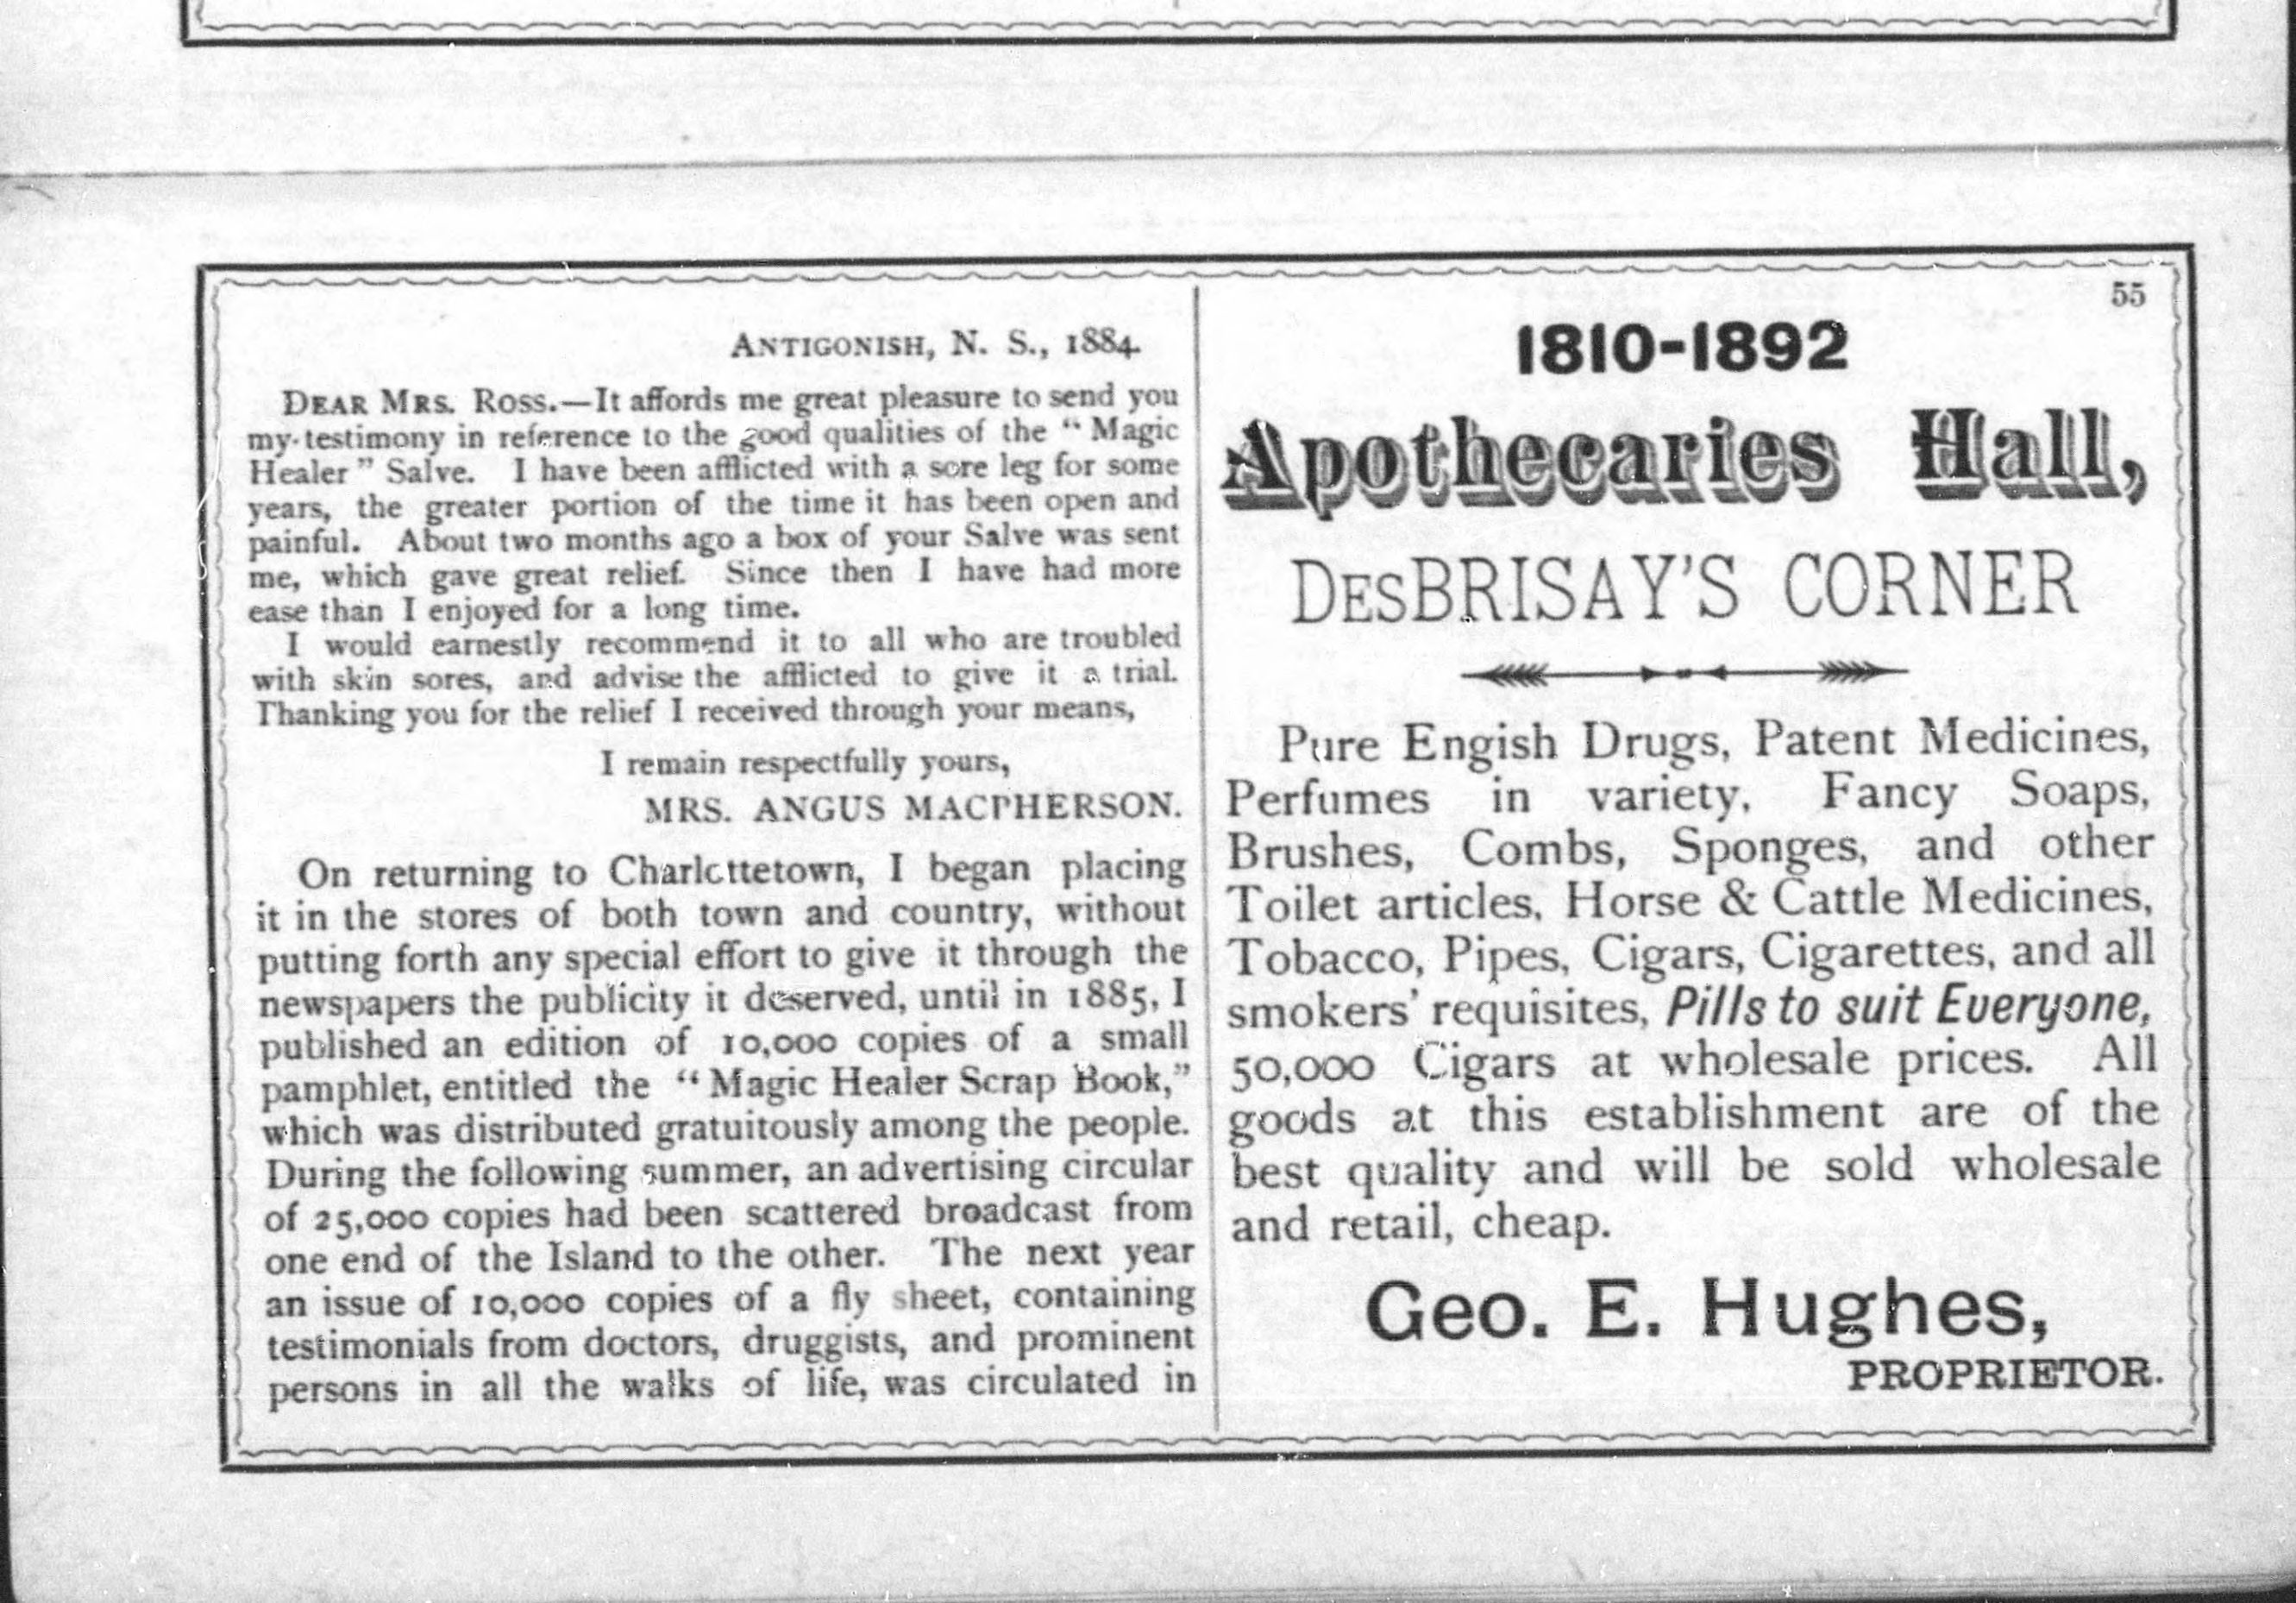 ANTIGONISH, N. S., 1884.
DEAR MRS. ROSS.—It affords me great pleasure to send you
my testimony in reference to the good qualities of the "Magic
Healer" Salve. I have been afflicted with a sore leg for some
years, the greater portion of the time it has been open and
painful. About two months ago a box of your Salve was sent
me, which gave great relief. Since then I have had more
ease than I enjoyed for a long time.
I would earnestly recommend it to all who are troubled
with skin sores, and advise the afflicted to give it a trial.
Thanking you for the relief I received through your means,
I remain respectfully yours,
MRS. ANGUS MACPHERSON.
On returning to Charlottetown, I began placing
it in the stores of both town and country, without
putting forth any special effort to give it through the
newspapers the publicity it deserved, until in 1885, I
published an edition of 10,000 copies of a small
pamphlet, entitled the "Magic Healer Scrap Book,"
which was distributed gratuitously among the people.
During the following summer, an advertising circular
of 25,000 copies had been scattered broadcast from
one end of the Island to the other. The next year
an issue of 10,000 copies of a fly sheet, containing
testimonials from doctors, druggists, and prominent
persons in all the walks of life, was circulated in
55
1810-1892
Apothecaries Hall,
DESBRISAY'S CORNER
Pure Engish Drugs, Patent Medicines,
Perfumes in variety, Fancy Soaps,
Brushes, Combs, Sponges, and other
Toilet articles, Horse & Cattle Medicines,
Tobacco, Pipes, Cigars, Cigarettes, and all
smokers' requisites, Pills to suit Everyone,
50,000 Cigars at wholesale prices. All
goods at this establishment are of the
best quality and will be sold wholesale
and retail, cheap.
Geo. E. Hughes,
PROPRIETOR.